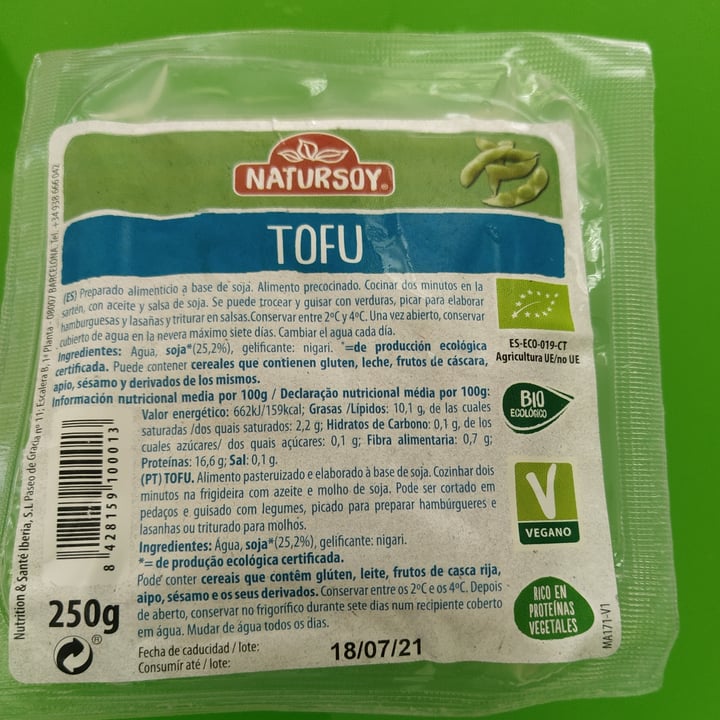 NATURSOY®
TOFU
(ES) Preparado alimenticio a base de soja. Alimento precocinado. Cocinar dos minutos en la
sartén, con aceite y salsa de soja. Se puede trocear y guisar con verduras, picar para elaborar
hamburguesas y lasañas y triturar en salsas.Conservar entre 2ºC y 4ºC. Una vez abierto, conservar
cubierto de agua en la nevera máximo siete días. Cambiar el agua cada día.
Ingredientes: Agua, soja*(25,2%), gelificante: nigari. *=de producción ecológica
certificada. Puede contener cereales que contienen gluten, leche, frutos de cáscara,
apio, sésamo y derivados de los mismos.
Información nutricional media por 100g / Declaração nutricional média por 100g:
Valor energético: 662kJ/159kcal; Grasas /Lípidos: 10,1 g, de las cuales
saturadas /dos quais saturados: 2,2 g; Hidratos de Carbono: 0,1 g, de los
cuales azúcares/ dos quais açúcares: 0,1 g; Fibra alimentaria: 0,7 g;
Proteínas: 16,6 g; Sal: 0,1 g.
(PT) TOFU. Alimento pasteurizado e elaborado à base de soja. Cozinhar dois
minutos na frigideira com azeite e molho de soja. Pode ser cortado em
pedaços e guisado com legumes, picado para preparar hambúrgueres e
lasanhas ou triturado para molhos.
Ingredientes: Água, soja*(25,2%), gelificante: nigari.
*= de produção ecológica certificada.
Pode conter cereais que contêm glúten, leite, frutos de casca rija,
aipo, sésamo e os seus derivados. Conservar entre os 2ºC e os 4ºC. Depois
de aberto, conservar no frigorífico durante sete dias num recipiente coberto
em água. Mudar de água todos os dias.
Fecha de caducidad / lote:
Consumir até / lote:
18/07/21
ES-ECO-019-CT
Agricultura UE/no UE
BIO
ECOLÓGICO
V
VEGANO
RICO EN
PROTEÍNAS
VEGETALES
MA171-V1
8 428159 100013
250g
Nutrition & Santé Iberia, S.L Paseo de Gracia nº 11; Escalera B, 1ª Planta - 08007 BARCELONA. Tel. +34 938 666 042